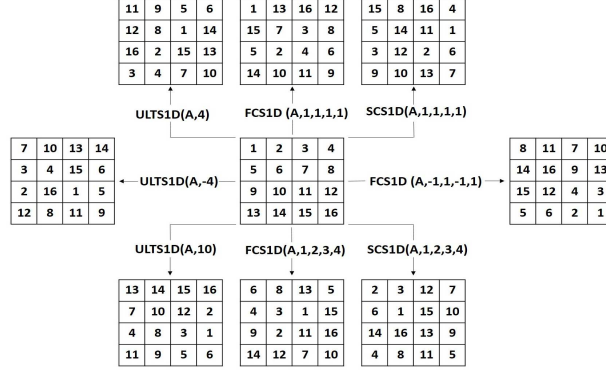 11 9 5 6 1 13 16 12 15 8 16 4
12 8 1 14 15 7 3 8 5 14 11 1
16 2 15 13 5 2 4 6 3 12 2 6
3 4 7 10 14 10 11 9 9 10 13 7
ULTS1D(A,4) FCS1D (A,1,1,1,1) SCS1D(A,1,1,1,1)
7 10 13 14 1 2 3 4 8 11 7 10
3 4 15 6 5 6 7 8 14 16 9 13
ULTS1D(A,-4) FCS1D (A,-1,1,-1,1)
2 16 1 5 9 10 11 12 15 12 4 3
12 8 11 9 13 14 15 16 5 6 2 1
ULTS1D(A,10) FCS1D(A,1,2,3,4) SCS1D(A,1,2,3,4)
13 14 15 16 6 8 13 5 2 3 12 7
7 10 12 2 4 3 1 15 6 1 15 10
4 8 3 1 9 2 11 16 14 16 13 9
11 9 5 6 14 12 7 10 4 8 11 5